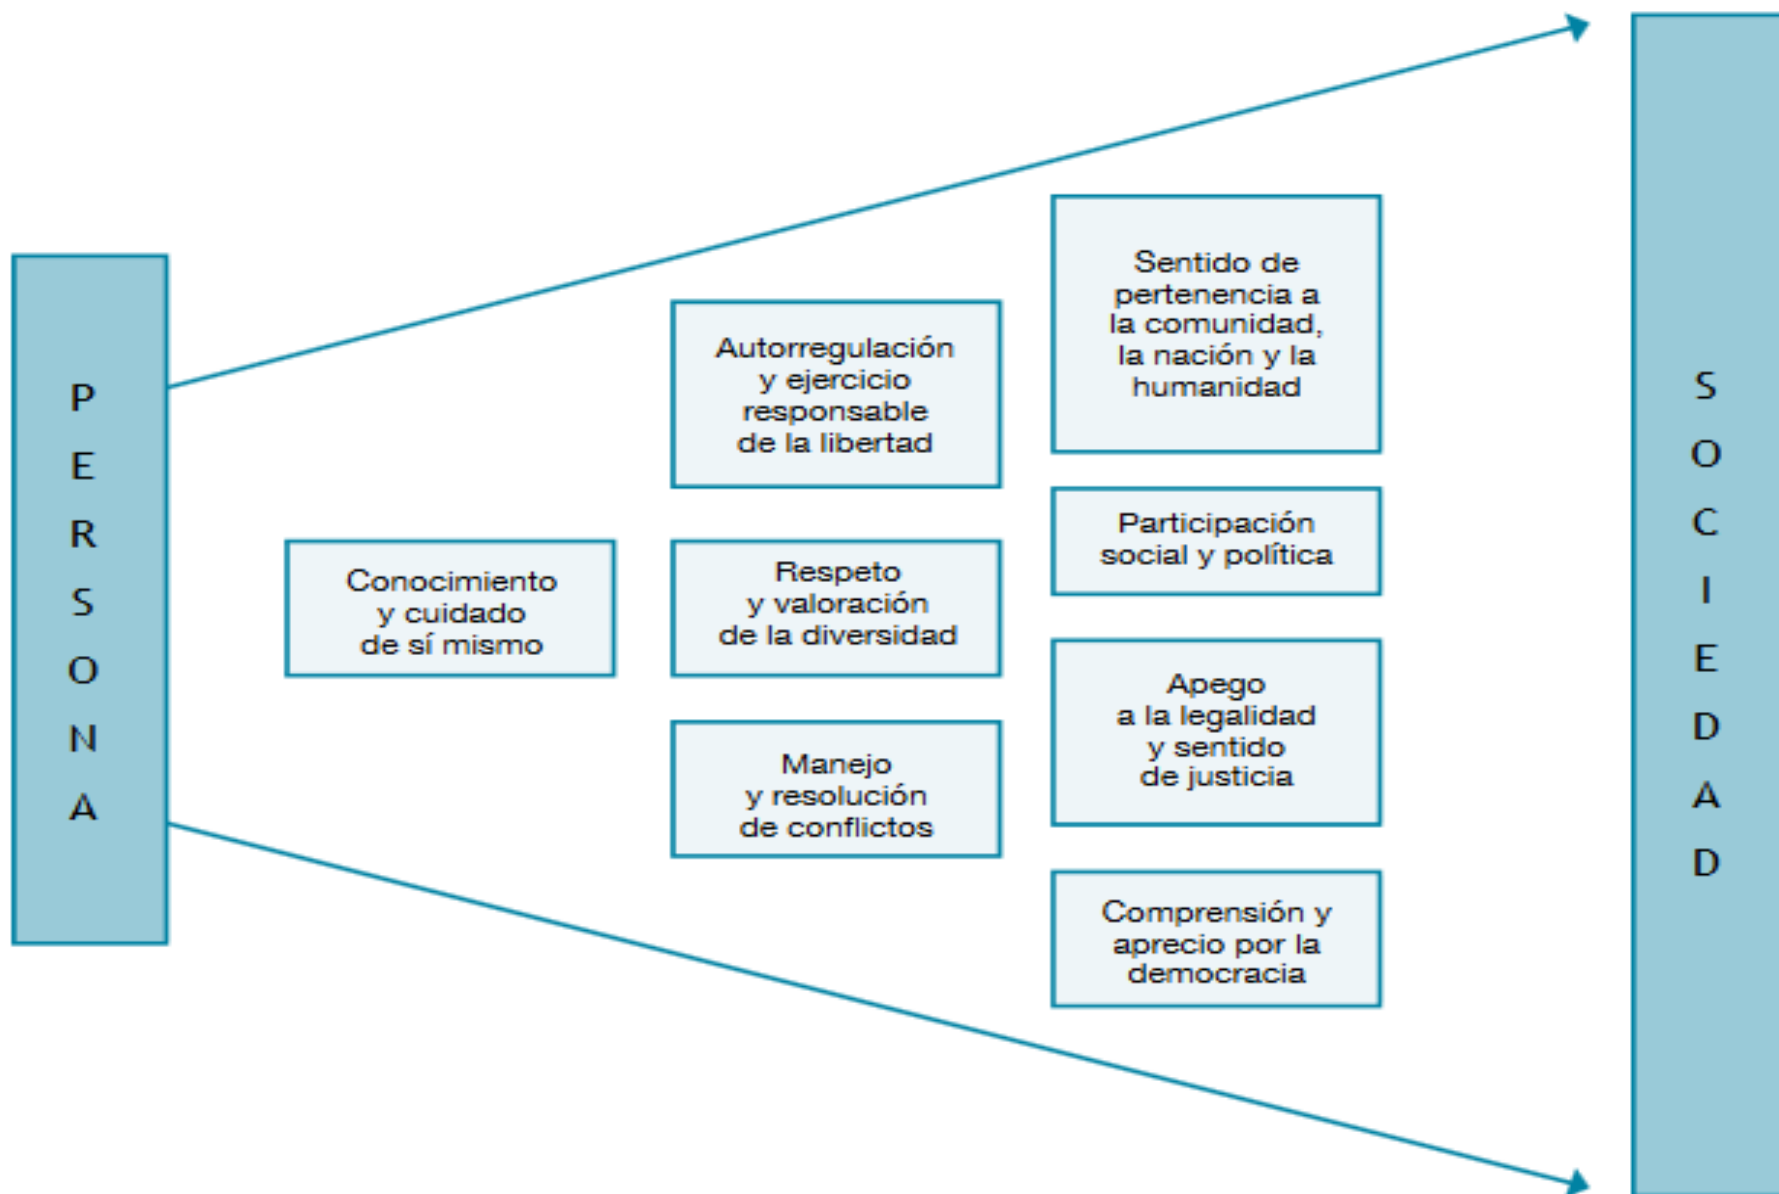 PERSONA
Conocimiento
y cuidado
de sí mismo
Autorregulación
y ejercicio
responsable
de la libertad
Respeto
y valoración
de la diversidad
Manejo
y resolución
de conflictos
Sentido de
pertenencia a
la comunidad,
la nación y la
humanidad
Participación
social y política
Apego
a la legalidad
y sentido
de justicia
Comprensión y
aprecio por la
democracia
SOCIEDAD